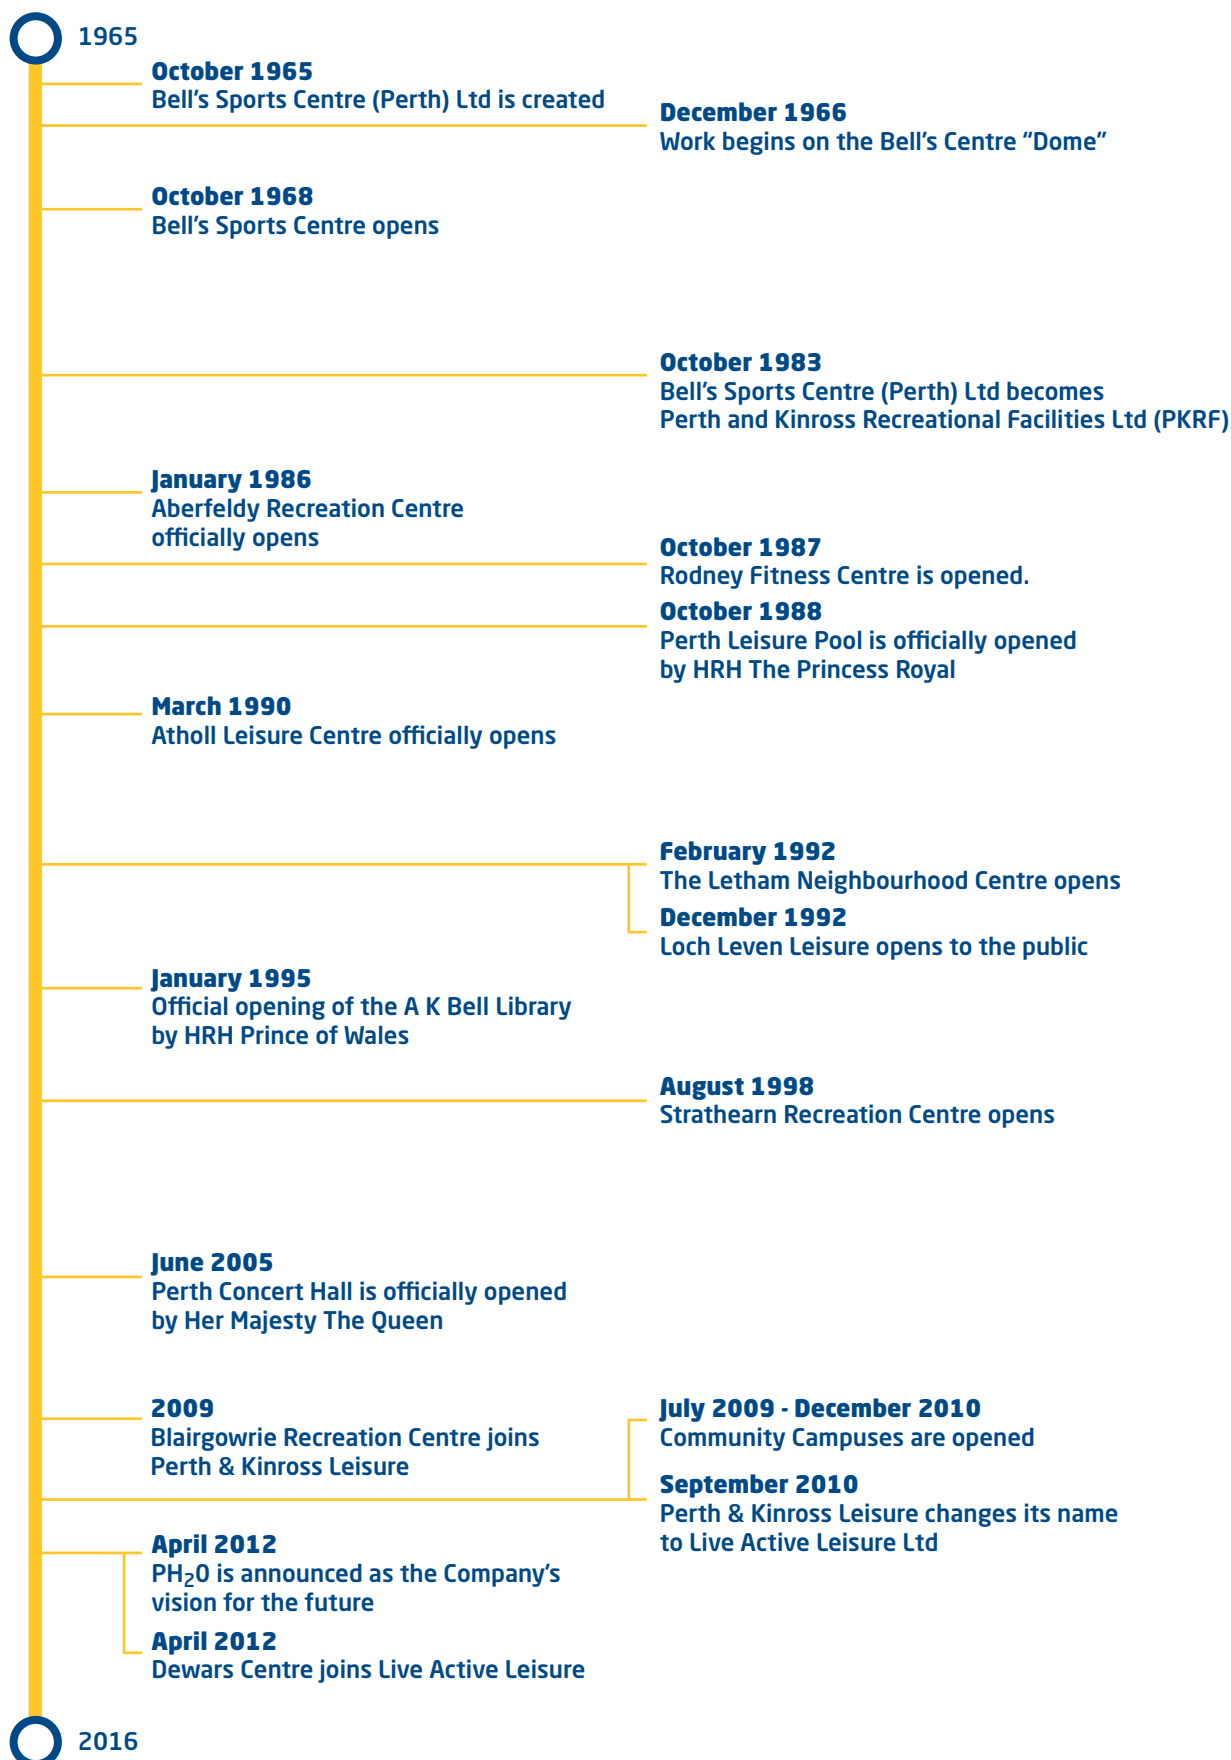 1965
October 1965
Bell's Sports Centre (Perth) Ltd is created
December 1966
Work begins on the Bell's Centre "Dome"
October 1968
Bell's Sports Centre opens
October 1983
Bell's Sports Centre (Perth) Ltd becomes
Perth and Kinross Recreational Facilities Ltd (PKRF)
January 1986
Aberfeldy Recreation Centre
officially opens
October 1987
Rodney Fitness Centre is opened.
October 1988
Perth Leisure Pool is officially opened
by HRH The Princess Royal
March 1990
Atholl Leisure Centre officially opens
February 1992
The Letham Neighbourhood Centre opens
December 1992
Loch Leven Leisure opens to the public
January 1995
Official opening of the A K Bell Library
by HRH Prince of Wales
August 1998
Strathearn Recreation Centre opens
June 2005
Perth Concert Hall is officially opened
by Her Majesty The Queen
2009
Blairgowrie Recreation Centre joins
Perth & Kinross Leisure
July 2009 - December 2010
Community Campuses are opened
September 2010
Perth & Kinross Leisure changes its name
to Live Active Leisure Ltd
April 2012
PH₂0 is announced as the Company's
vision for the future
April 2012
Dewars Centre joins Live Active Leisure
2016